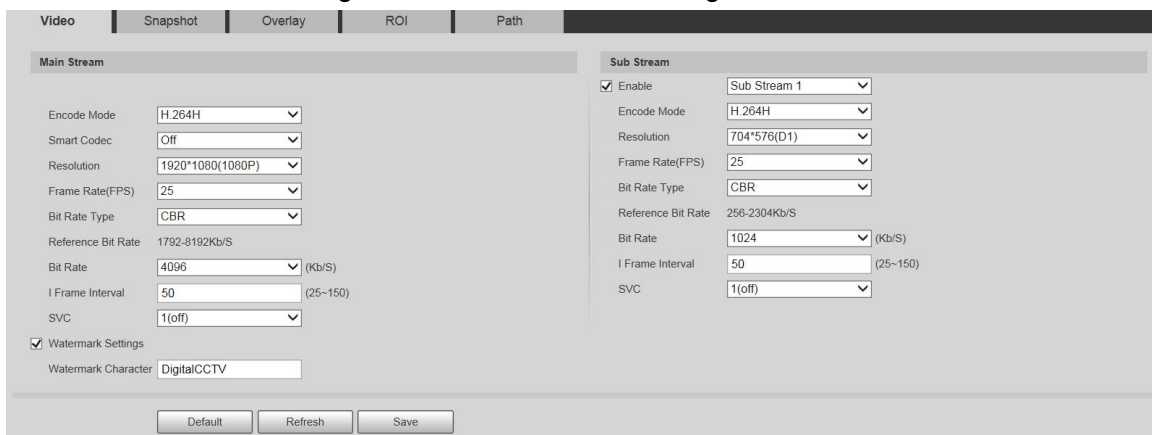 Video Snapshot Overlay ROI Path
Main Stream
Encode Mode H.264H
Smart Codec Off
Resolution 1920*1080(1080P)
Frame Rate(FPS) 25
Bit Rate Type CBR
Reference Bit Rate 1792-8192Kb/S
Bit Rate 4096 (Kb/S)
I Frame Interval 50 (25~150)
SVC 1(off)
Watermark Settings
Watermark Character DigitalCCTV
Sub Stream
Enable Sub Stream 1
Encode Mode H.264H
Resolution 704*576(D1)
Frame Rate(FPS) 25
Bit Rate Type CBR
Reference Bit Rate 256-2304Kb/S
Bit Rate 1024 (Kb/S)
I Frame Interval 50 (25~150)
SVC 1(off)
Default Refresh Save